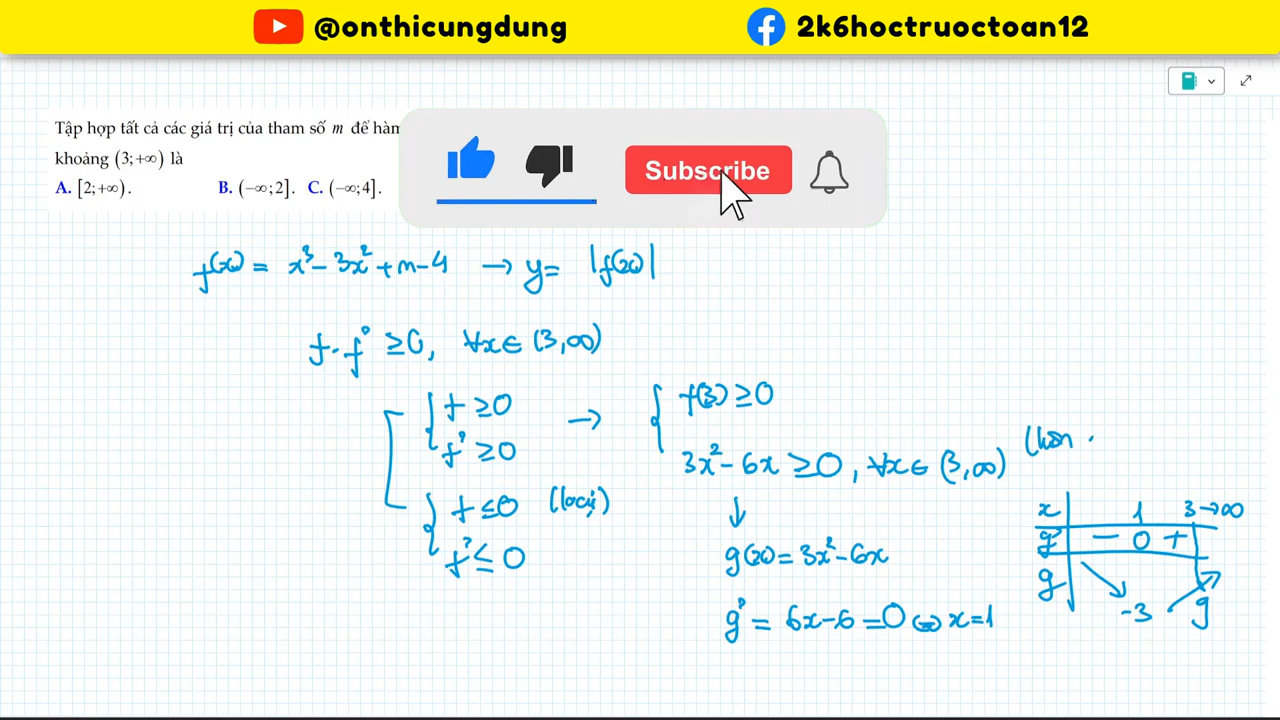 @onthicungdung 2k6hoctruoctoan12
Tập hợp tất cả các giá trị của tham số m để hàm
khoảng (3;+∞) là
A. [2;+∞). B. (−∞;2]. C. (−∞;4].
Subscribe
f(x) = x³ − 3x² + m − 4 → y = |f(x)|
f · f' ≥ 0, ∀x ∈ (3, ∞)
f ≥ 0 → f(3) ≥ 0
f' ≥ 0 3x² − 6x ≥ 0, ∀x ∈ (3, ∞)
f ≤ 0 (loại)
f' ≤ 0
↓
g(x) = 3x² − 6x
g' = 6x − 6 = 0 ⇔ x = 1
x 1 3 → ∞
g' − 0 +
g −3 9